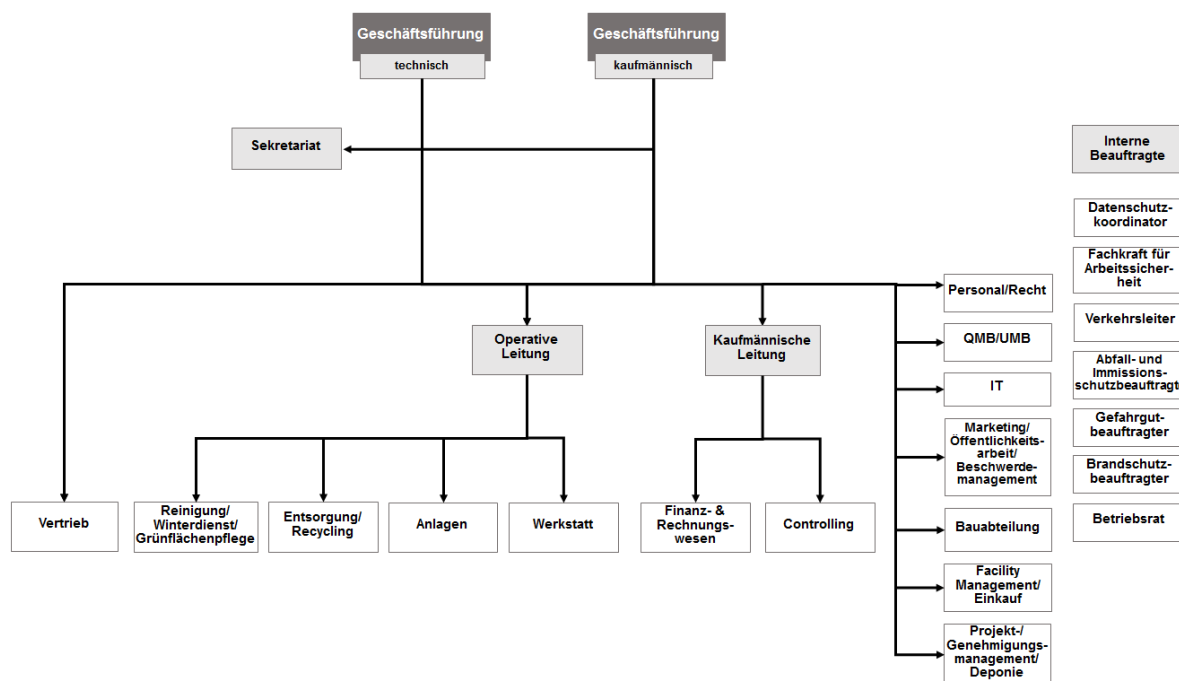 Geschäftsführung
technisch
Geschäftsführung
kaufmännisch
Sekretariat
Interne
Beauftragte
Datenschutz-
koordinator
Fachkraft für
Arbeitssicher-
heit
Verkehrsleiter
Abfall- und
Immissions-
schutzbeauftragte
Gefahrgut-
beauftragter
Brandschutz-
beauftragter
Betriebsrat
Personal/Recht
QMB/UMB
IT
Marketing/
Öffentlichkeits-
arbeit/
Beschwerde-
management
Bauabteilung
Facility
Management/
Einkauf
Projekt-/
Genehmigungs-
management/
Deponie
Operative
Leitung
Kaufmännische
Leitung
Vertrieb
Reinigung/
Winterdienst/
Grünflächenpflege
Entsorgung/
Recycling
Anlagen
Werkstatt
Finanz- &
Rechnungs-
wesen
Controlling